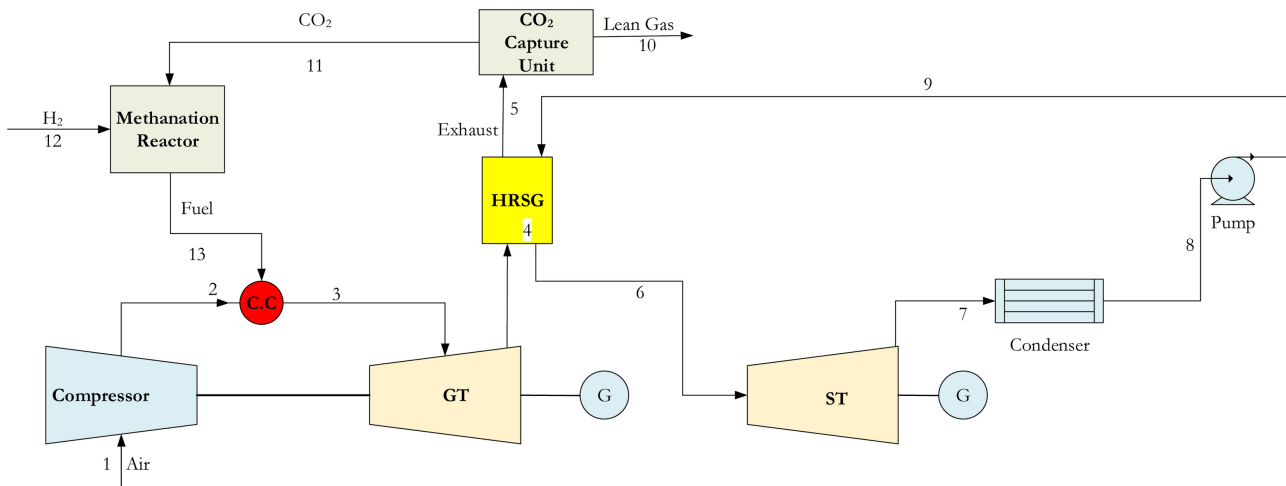 CO₂
CO₂
Capture
Unit
Lean Gas
10
11
9
5
H₂
12
Methanation
Reactor
Exhaust
HRSG
4
Fuel
13
Pump
8
2
C.C
3
6
7
Condenser
Compressor
GT
G
ST
G
1
Air